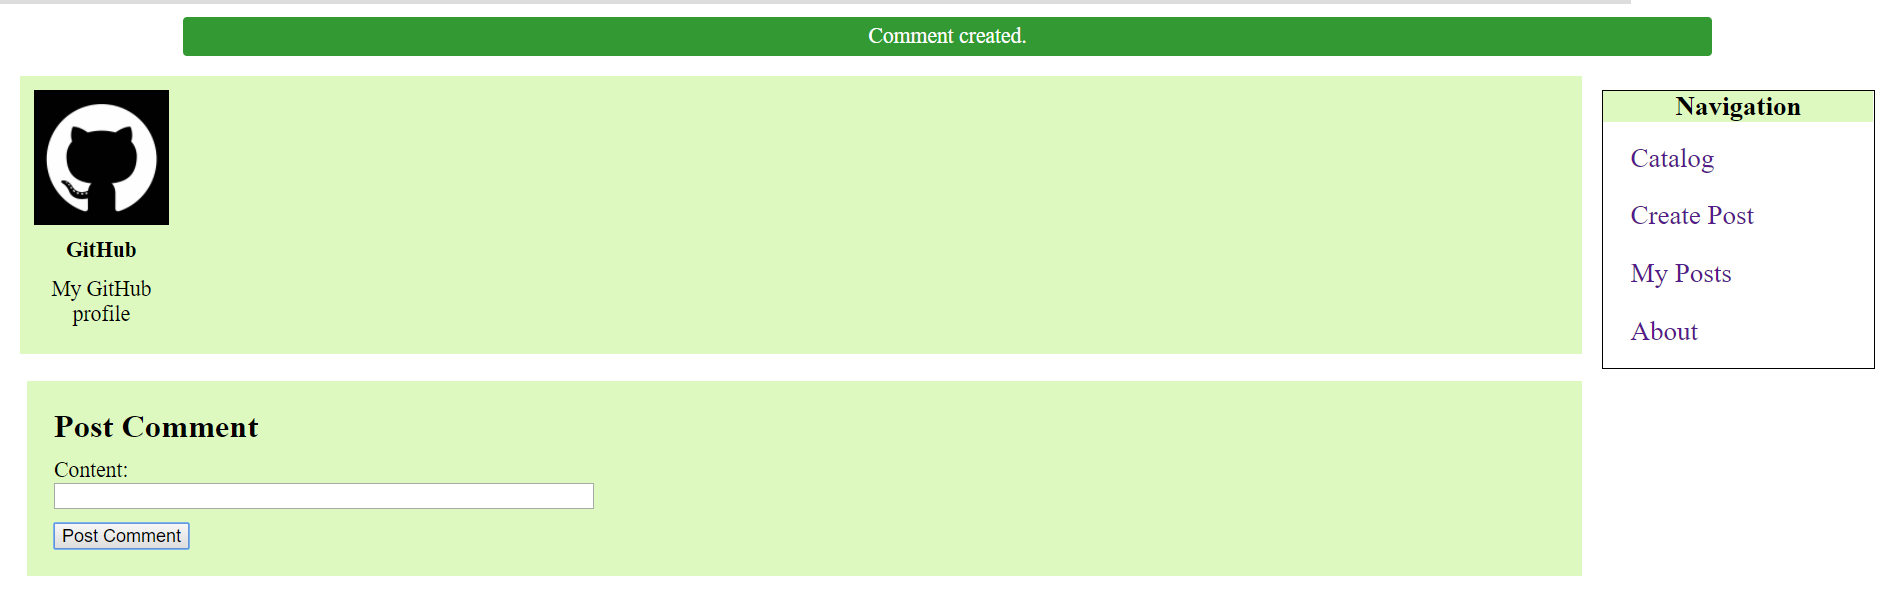 Comment created.
GitHub
My GitHub
profile
Navigation
Catalog
Create Post
My Posts
About
Post Comment
Content:
Post Comment